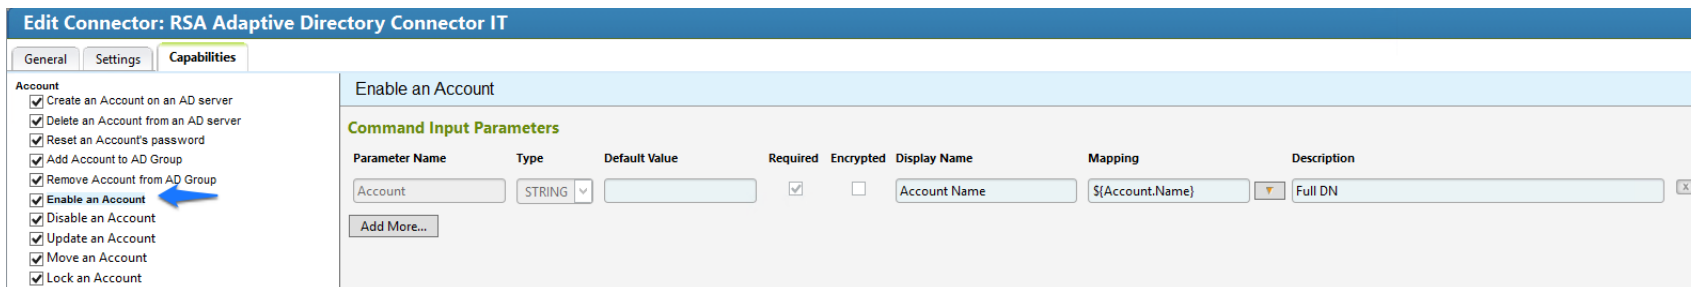 Edit Connector: RSA Adaptive Directory Connector IT
General Settings Capabilities
Account
Create an Account on an AD server
Delete an Account from an AD server
Reset an Account's password
Add Account to AD Group
Remove Account from AD Group
Enable an Account
Disable an Account
Update an Account
Move an Account
Lock an Account
Enable an Account
Command Input Parameters
Parameter Name Type Default Value Required Encrypted Display Name Mapping Description
Account STRING Account Name ${Account.Name} Full DN x
Add More...